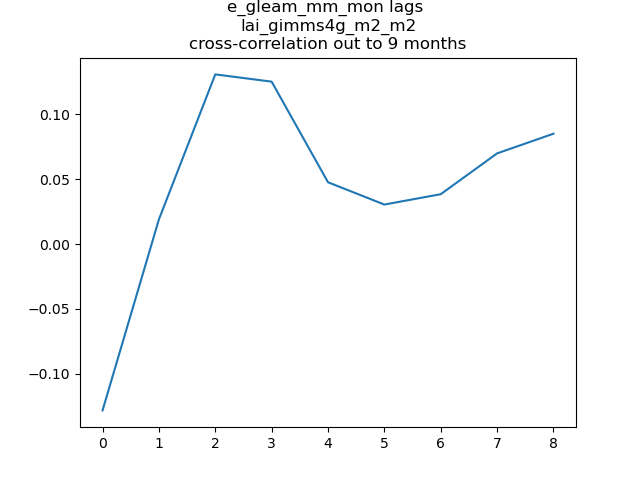 e_gleam_mm_mon lags
lai_gimms4g_m2_m2
cross-correlation out to 9 months
0.10
0.05
0.00
−0.05
−0.10
0 1 2 3 4 5 6 7 8